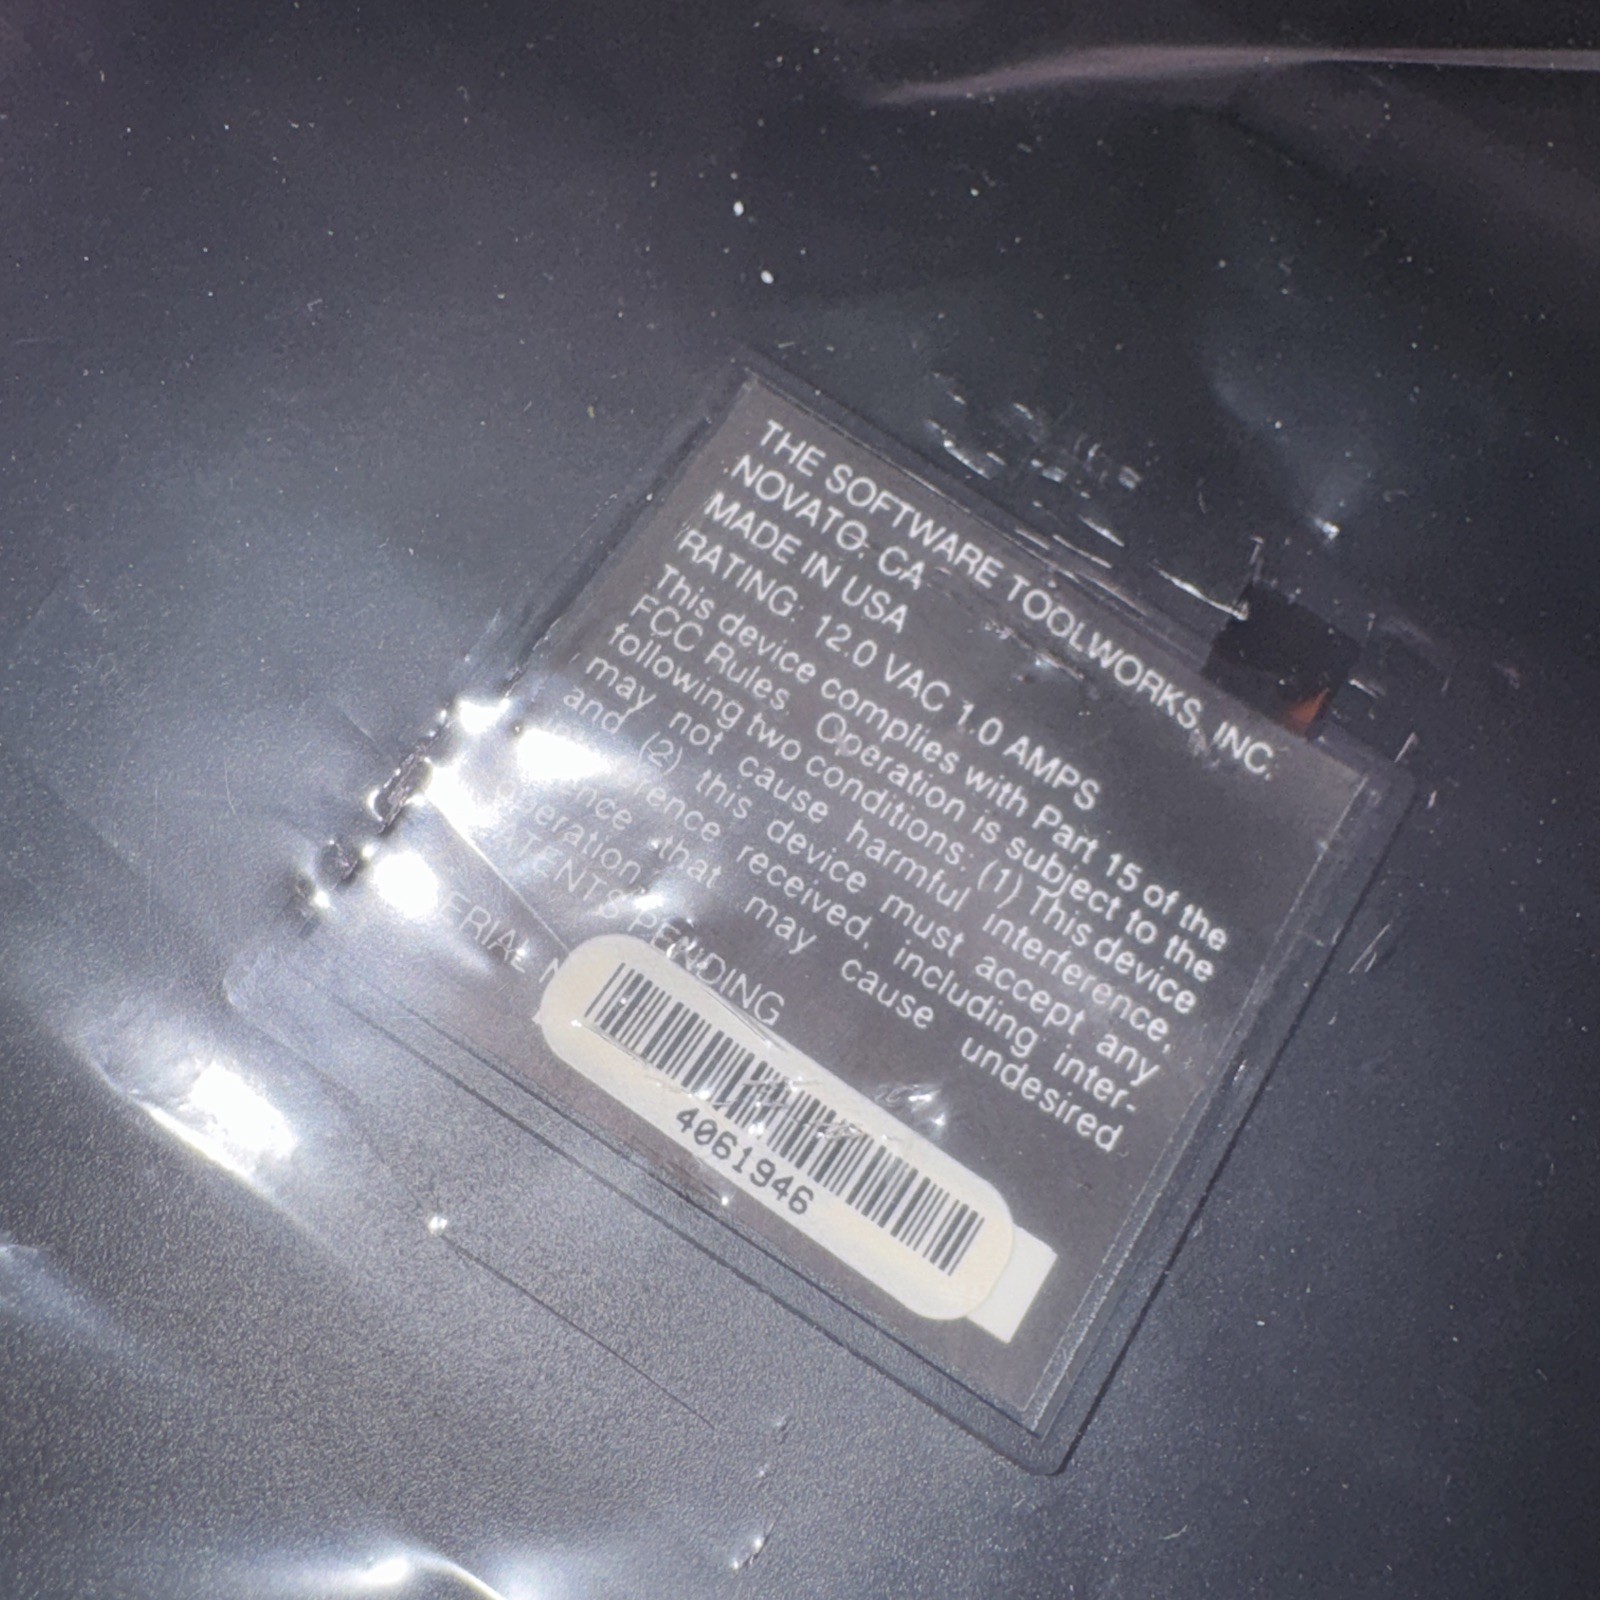 THE SOFTWARE TOOLWORKS, INC.
NOVATO, CA
MADE IN USA
RATING: 12.0 VAC 1.0 AMPS
This device complies with Part 15 of the
FCC Rules. Operation is subject to the
following two conditions: (1) This device
may not cause harmful interference,
and (2) this device must accept any
received, including inter-
ence that may cause undesired
operation.
PENDING
4061946